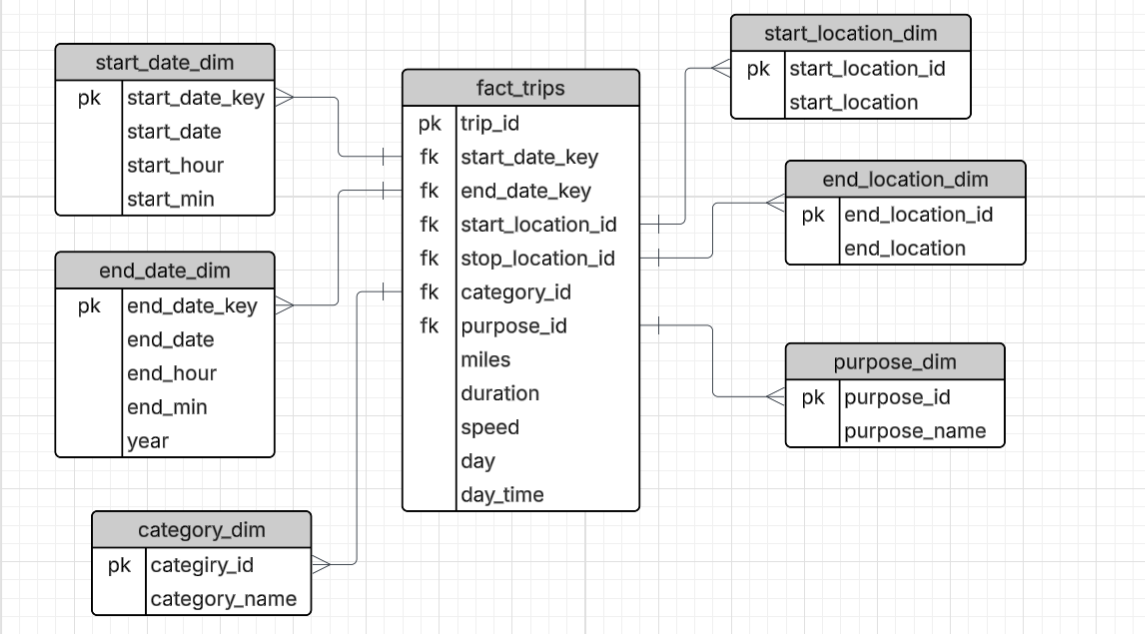 start_date_dim
pk start_date_key
start_date
start_hour
start_min
end_date_dim
pk end_date_key
end_date
end_hour
end_min
year
category_dim
pk categiry_id
category_name
fact_trips
pk trip_id
fk start_date_key
fk end_date_key
fk start_location_id
fk stop_location_id
fk category_id
fk purpose_id
miles
duration
speed
day
day_time
start_location_dim
pk start_location_id
start_location
end_location_dim
pk end_location_id
end_location
purpose_dim
pk purpose_id
purpose_name